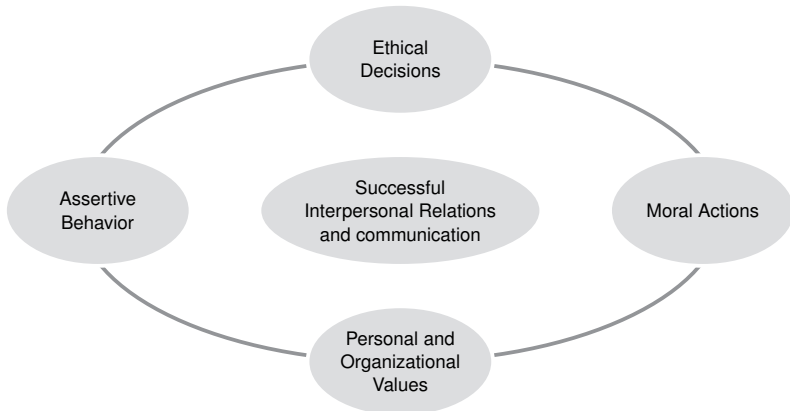 Ethical
Decisions
Assertive
Behavior
Successful
Interpersonal Relations
and communication
Moral Actions
Personal and
Organizational
Values